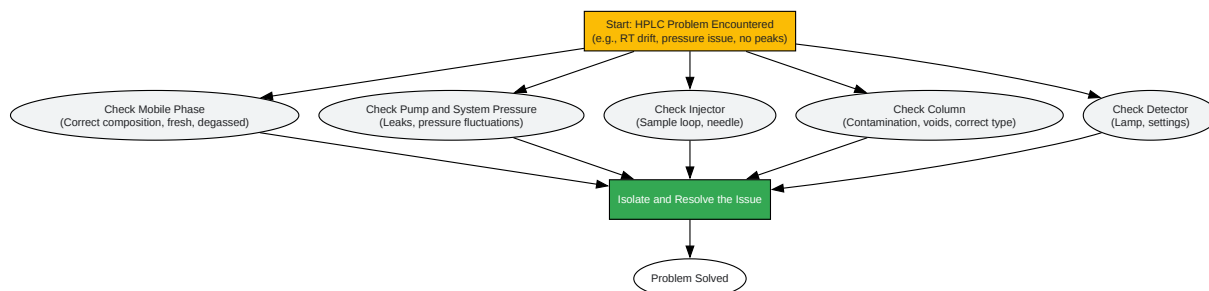 Start: HPLC Problem Encountered
(e.g., RT drift, pressure issue, no peaks)
Check Mobile Phase
(Correct composition, fresh, degassed)
Check Pump and System Pressure
(Leaks, pressure fluctuations)
Check Injector
(Sample loop, needle)
Check Column
(Contamination, voids, correct type)
Check Detector
(Lamp, settings)
Isolate and Resolve the Issue
Problem Solved